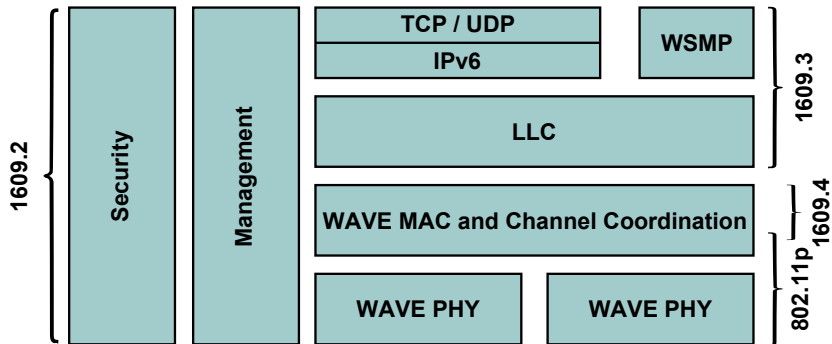 1609.2
Security
Management
TCP / UDP
IPv6
WSMP
LLC
1609.3
WAVE MAC and Channel Coordination
1609.4
WAVE PHY
WAVE PHY
802.11p